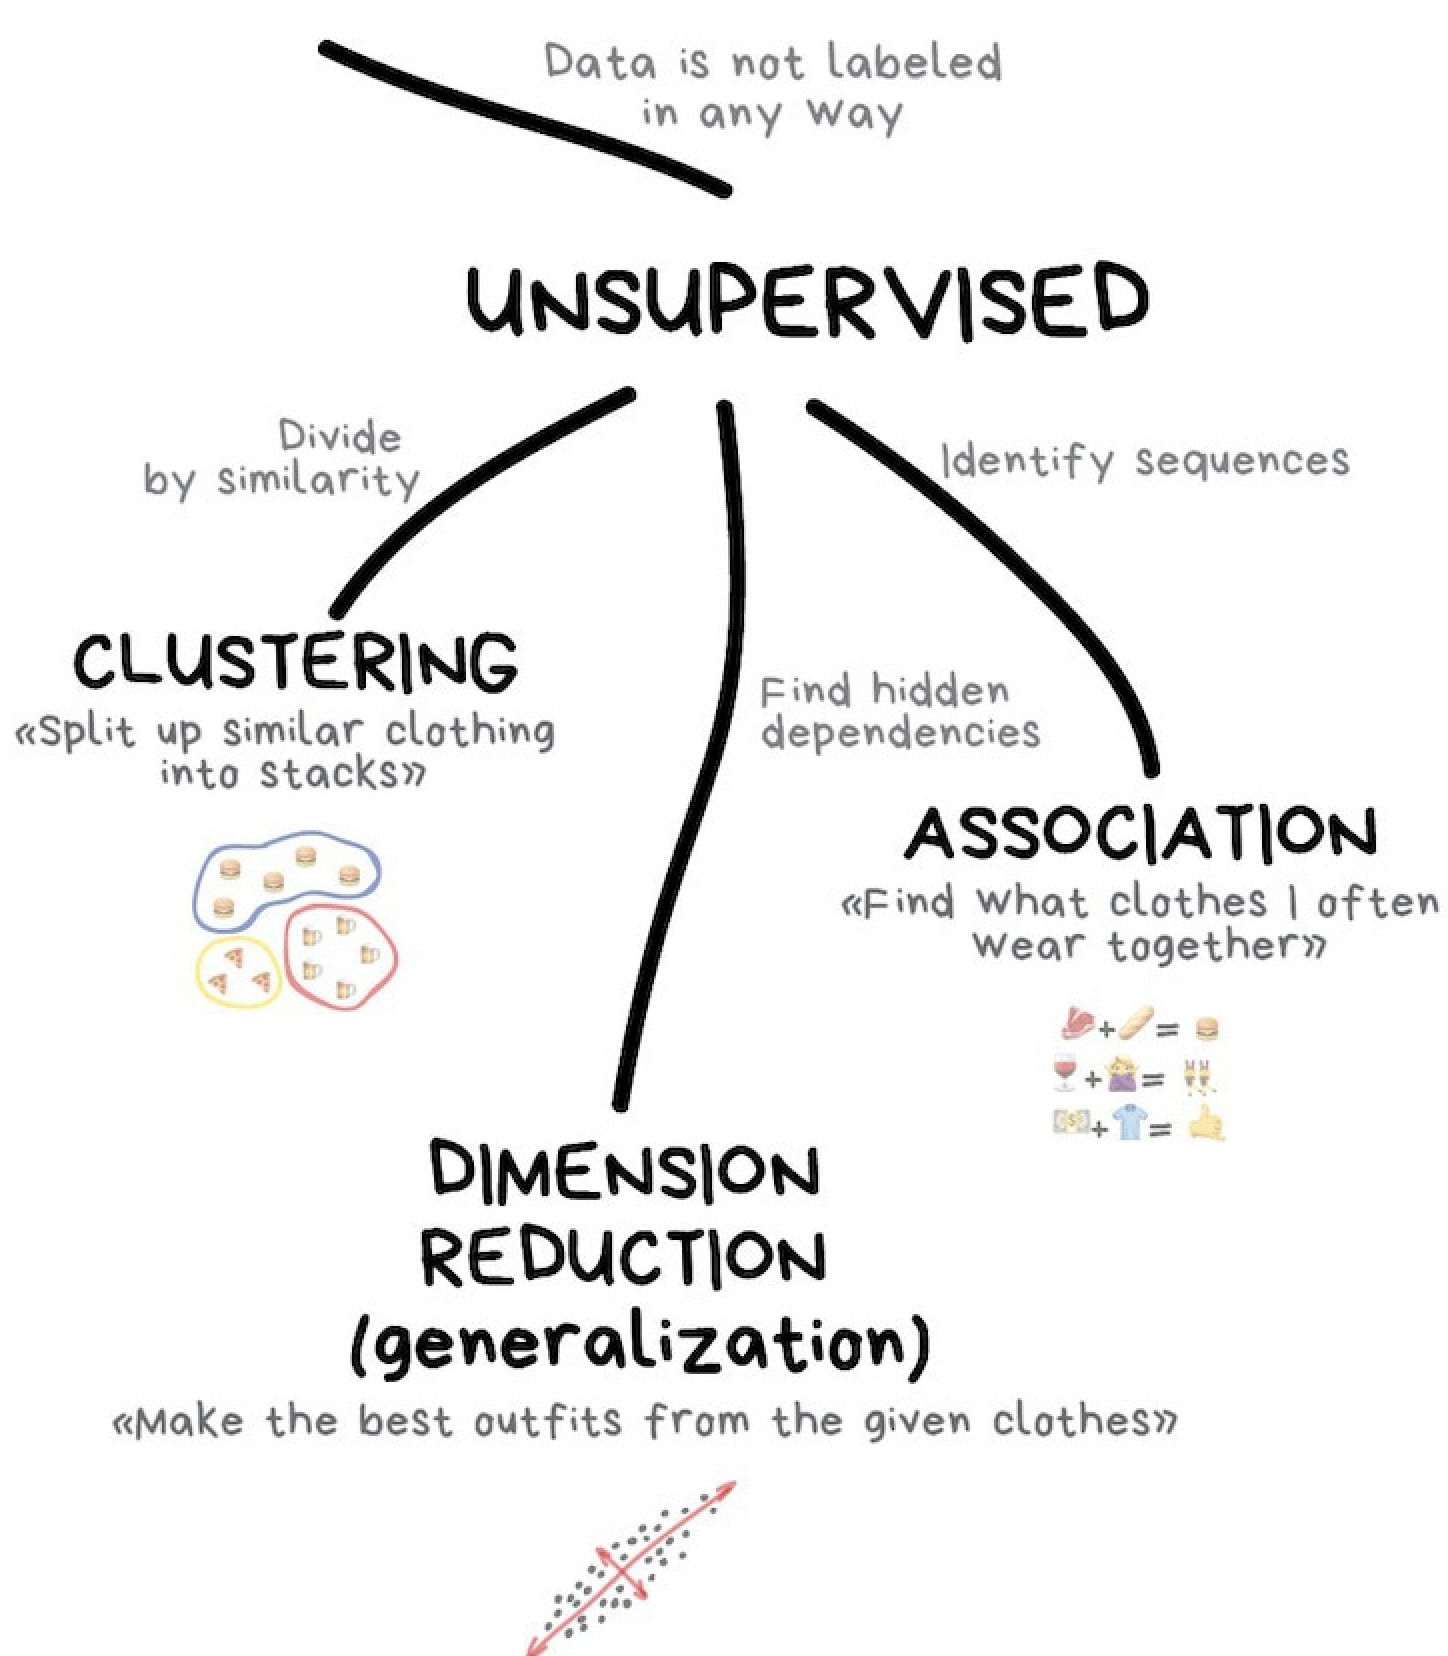 Data is not labeled
in any way
UNSUPERVISED
Divide
by similarity
Identify sequences
CLUSTERING
«Split up similar clothing
into stacks»
Find hidden
dependencies
ASSOCIATION
«Find what clothes I often
wear together»
+ =
+ =
+ =
DIMENSION
REDUCTION
(generalization)
«Make the best outfits from the given clothes»